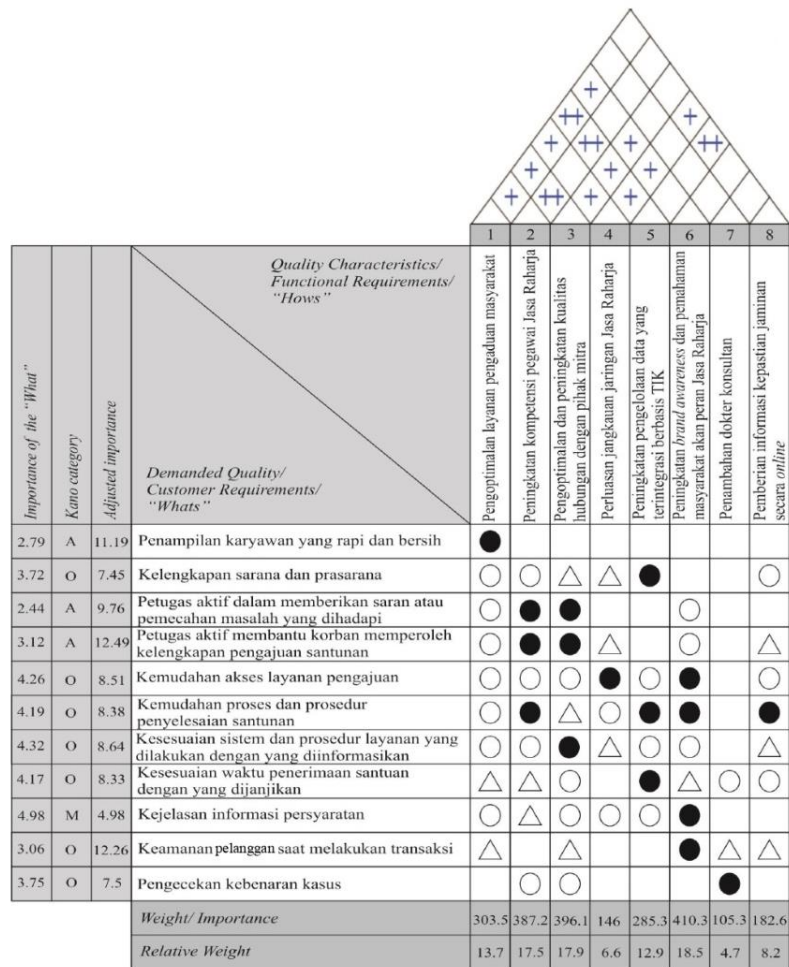 +
++ +
+ ++ + ++
+ + +
+ ++ + +
1 2 3 4 5 6 7 8
Quality Characteristics/
Functional Requirements/
"Hows"
Demanded Quality/
Customer Requirements/
"Whats"
Importance of the "What"
Kano category
Adjusted importance
Pengoptimalan layanan pengaduan masyarakat
Peningkatan kompetensi pegawai Jasa Raharja
Pengoptimalan dan peningkatan kualitas
hubungan dengan pihak mitra
Perluasan jangkauan jaringan Jasa Raharja
Peningkatan pengelolaan data yang
terintegrasi berbasis TIK
Peningkatan brand awareness dan pemahaman
masyarakat akan peran Jasa Raharja
Penambahan dokter konsultan
Pemberian informasi kepastian jaminan
secara online
2.79 A 11.19 Penampilan karyawan yang rapi dan bersih
3.72 O 7.45 Kelengkapan sarana dan prasarana
2.44 A 9.76 Petugas aktif dalam memberikan saran atau
pemecahan masalah yang dihadapi
3.12 A 12.49 Petugas aktif membantu korban memperoleh
kelengkapan pengajuan santunan
4.26 O 8.51 Kemudahan akses layanan pengajuan
4.19 O 8.38 Kemudahan proses dan prosedur
penyelesaian santunan
4.32 O 8.64 Kesesuaian sistem dan prosedur layanan yang
dilakukan dengan yang diinformasikan
4.17 O 8.33 Kesesuaian waktu penerimaan santuan
dengan yang dijanjikan
4.98 M 4.98 Kejelasan informasi persyaratan
3.06 O 12.26 Keamanan pelanggan saat melakukan transaksi
3.75 O 7.5 Pengecekan kebenaran kasus
Weight/ Importance 303.5 387.2 396.1 146 285.3 410.3 105.3 182.6
Relative Weight 13.7 17.5 17.9 6.6 12.9 18.5 4.7 8.2